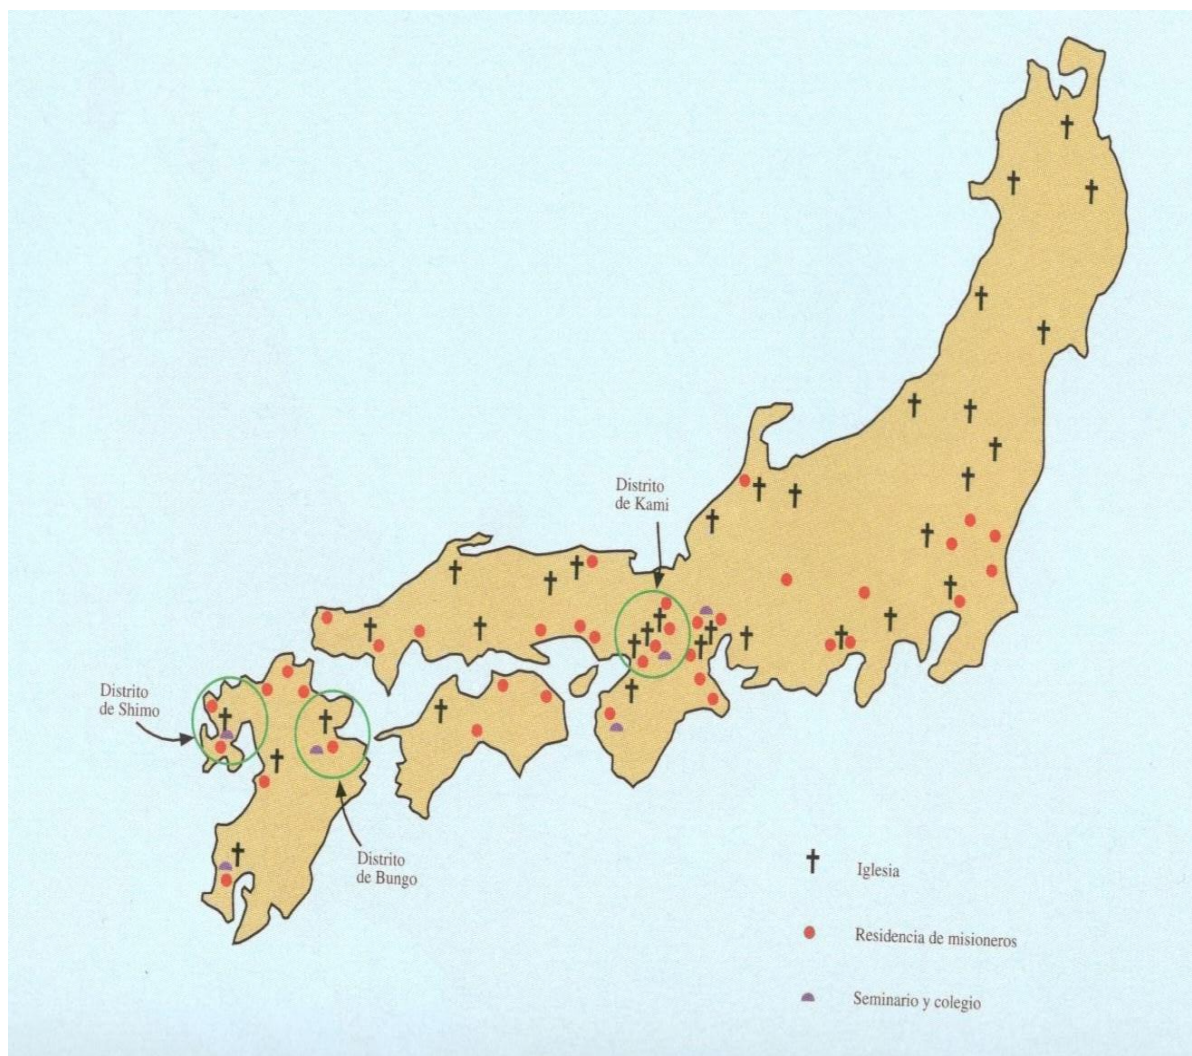 Distrito
de Kami
Distrito
de Shimo
Distrito
de Bungo
Iglesia
Residencia de misioneros
Seminario y colegio